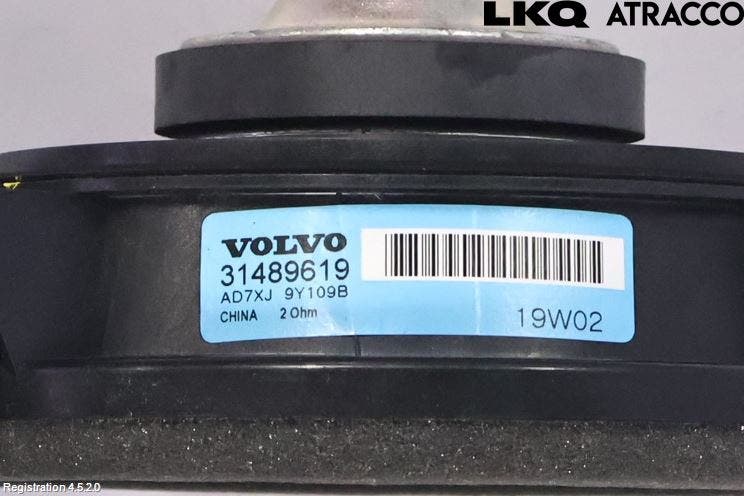 LKQ ATRACCO
VOLVO
31489619
AD7XJ 9Y109B
CHINA 2 Ohm
19W02
Registration 4.5.2.0